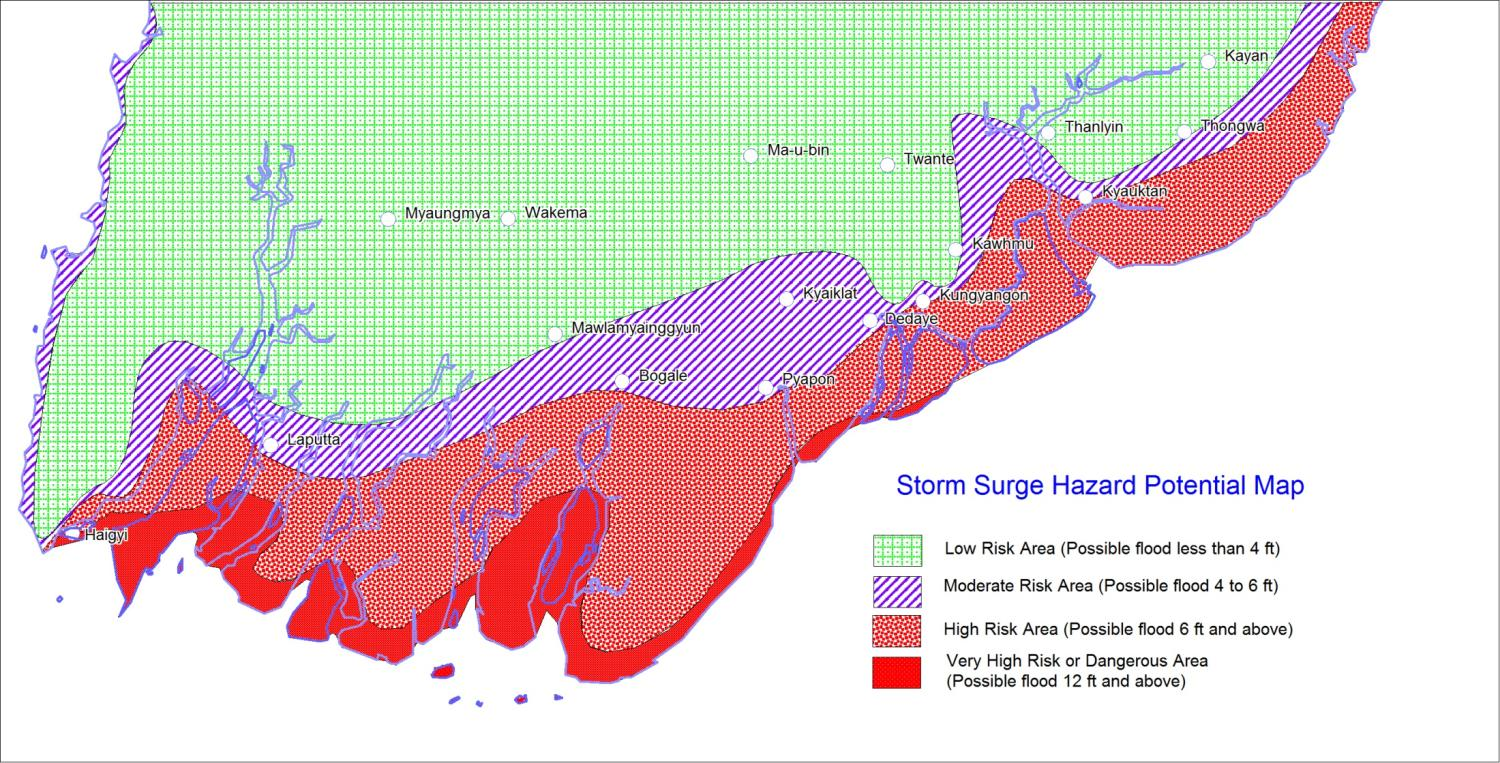 Kayan
Thanlyin
Thongwa
Ma-u-bin
Twante
Kyauktan
Myaungmya
Wakema
Kawhmu
Kyaiklat
Kungyangon
Dedaye
Mawlamyainggyun
Bogale
Pyapon
Laputta
Haigyi
Storm Surge Hazard Potential Map
Low Risk Area (Possible flood less than 4 ft)
Moderate Risk Area (Possible flood 4 to 6 ft)
High Risk Area (Possible flood 6 ft and above)
Very High Risk or Dangerous Area
(Possible flood 12 ft and above)